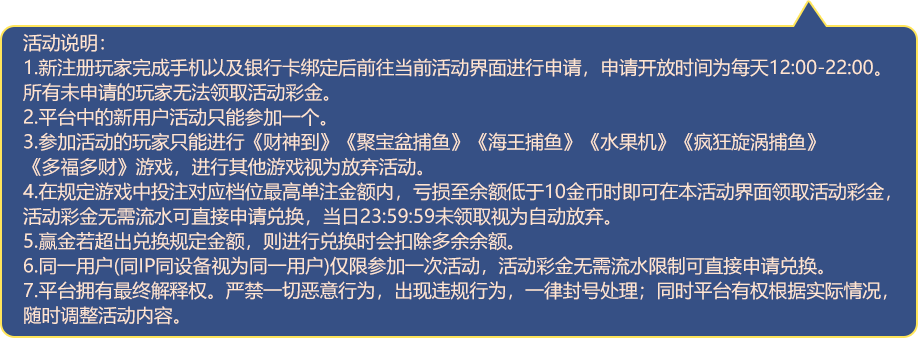 活动说明：
1.新注册玩家完成手机以及银行卡绑定后前往当前活动界面进行申请，申请开放时间为每天12:00-22:00。
所有未申请的玩家无法领取活动彩金。
2.平台中的新用户活动只能参加一个。
3.参加活动的玩家只能进行《财神到》《聚宝盆捕鱼》《海王捕鱼》《水果机》《疯狂旋涡捕鱼》
《多福多财》游戏，进行其他游戏视为放弃活动。
4.在规定游戏中投注对应档位最高单注金额内，亏损至余额低于10金币时即可在本活动界面领取活动彩金，
活动彩金无需流水可直接申请兑换，当日23:59:59未领取视为自动放弃。
5.赢金若超出兑换规定金额，则进行兑换时会扣除多余余额。
6.同一用户(同IP同设备视为同一用户)仅限参加一次活动，活动彩金无需流水限制可直接申请兑换。
7.平台拥有最终解释权。严禁一切恶意行为，出现违规行为，一律封号处理；同时平台有权根据实际情况，
随时调整活动内容。